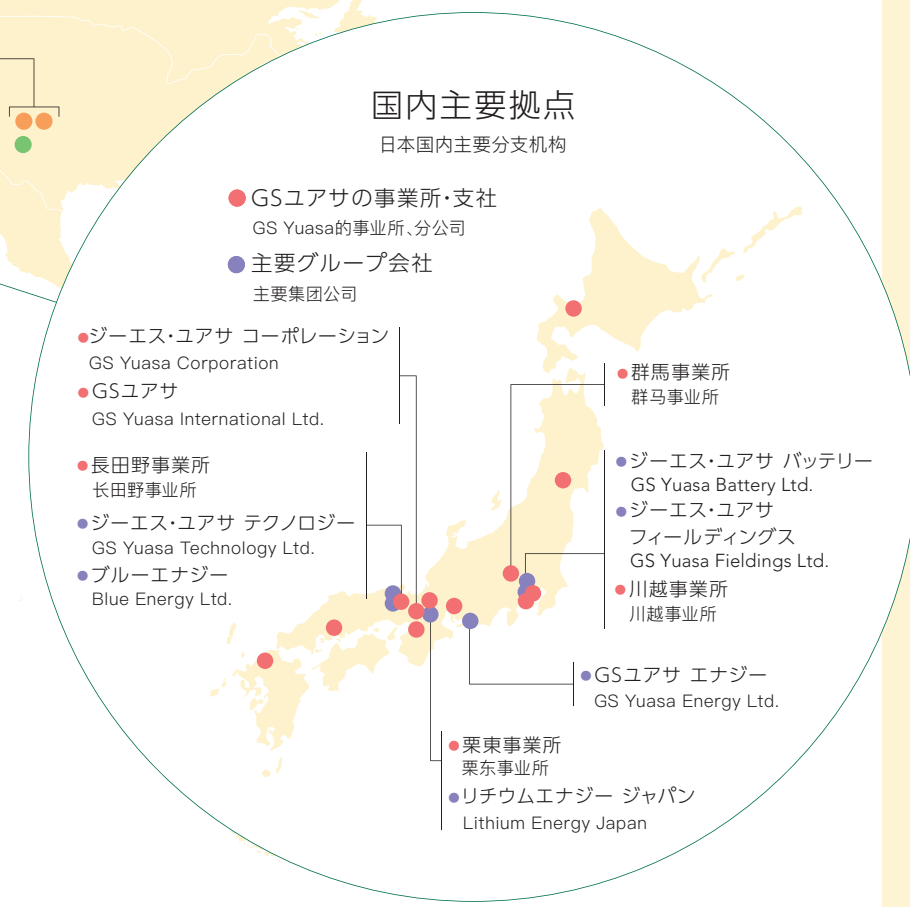 国内主要拠点
日本国内主要分支机构
GSユアサの事業所・支社
GS Yuasa的事业所、分公司
主要グループ会社
主要集团公司
ジーエス・ユアサ コーポレーション
GS Yuasa Corporation
GSユアサ
GS Yuasa International Ltd.
長田野事業所
长田野事业所
ジーエス・ユアサ テクノロジー
GS Yuasa Technology Ltd.
ブルーエナジー
Blue Energy Ltd.
群馬事業所
群马事业所
ジーエス・ユアサ バッテリー
GS Yuasa Battery Ltd.
ジーエス・ユアサ
フィールディングス
GS Yuasa Fieldings Ltd.
川越事業所
川越事业所
GSユアサ エナジー
GS Yuasa Energy Ltd.
栗東事業所
栗东事业所
リチウムエナジー ジャパン
Lithium Energy Japan